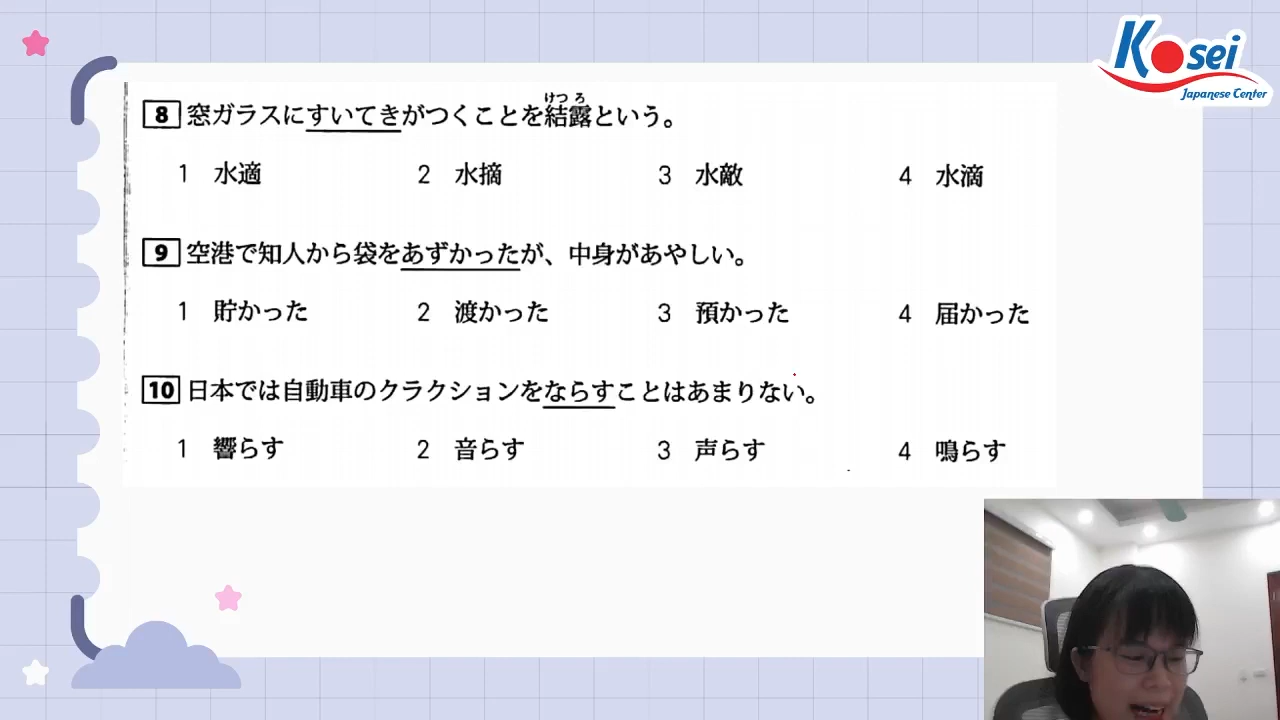 Kosei
Japanese Center
けつ ろ
8 窓ガラスにすいてきがつくことを結露という。
1 水適 2 水摘 3 水敵 4 水滴
9 空港で知人から袋をあずかったが、中身があやしい。
1 貯かった 2 渡かった 3 預かった 4 届かった
10 日本では自動車のクラクションをならすことはあまりない。
1 響らす 2 音らす 3 声らす 4 鳴らす